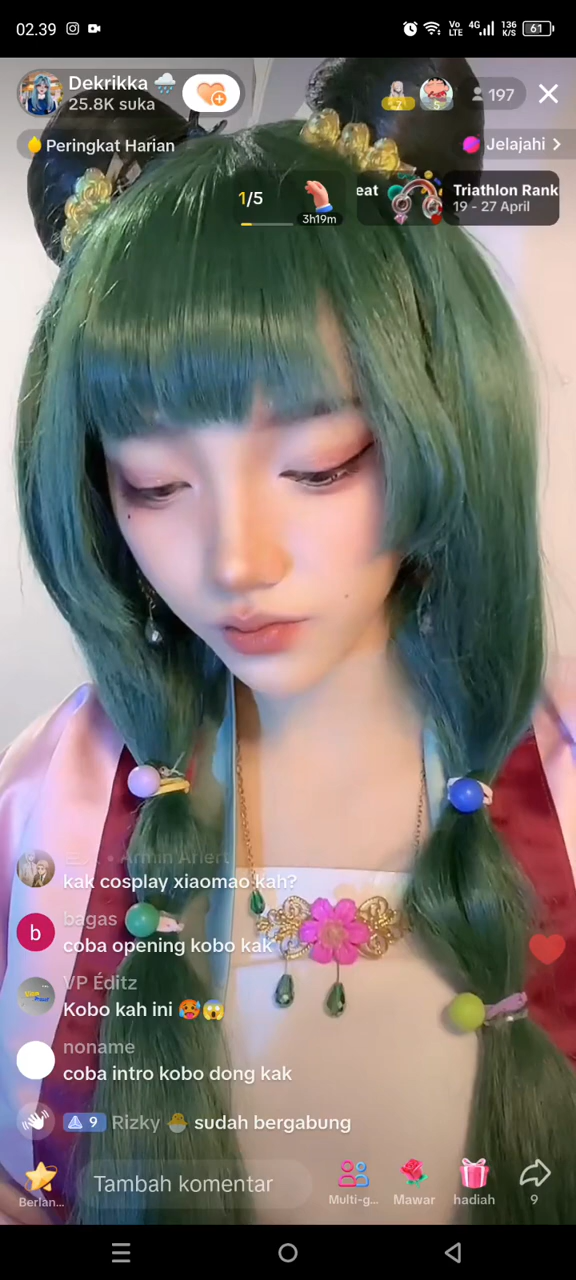 02.39
Vo LTE
4G
136 K/S
61
Dekrikka
25.8K suka
197
Peringkat Harian
Jelajahi
1/5
3h19m
eat
Triathlon Rank
19 - 27 April
Armin Arlert
kak cosplay xiaomao kah?
b
bagas
coba opening kobo kak
VP Éditz
Kobo kah ini
noname
coba intro kobo dong kak
9
Rizky
sudah bergabung
Berlan...
Tambah komentar
Multi-g...
Mawar
hadiah
9